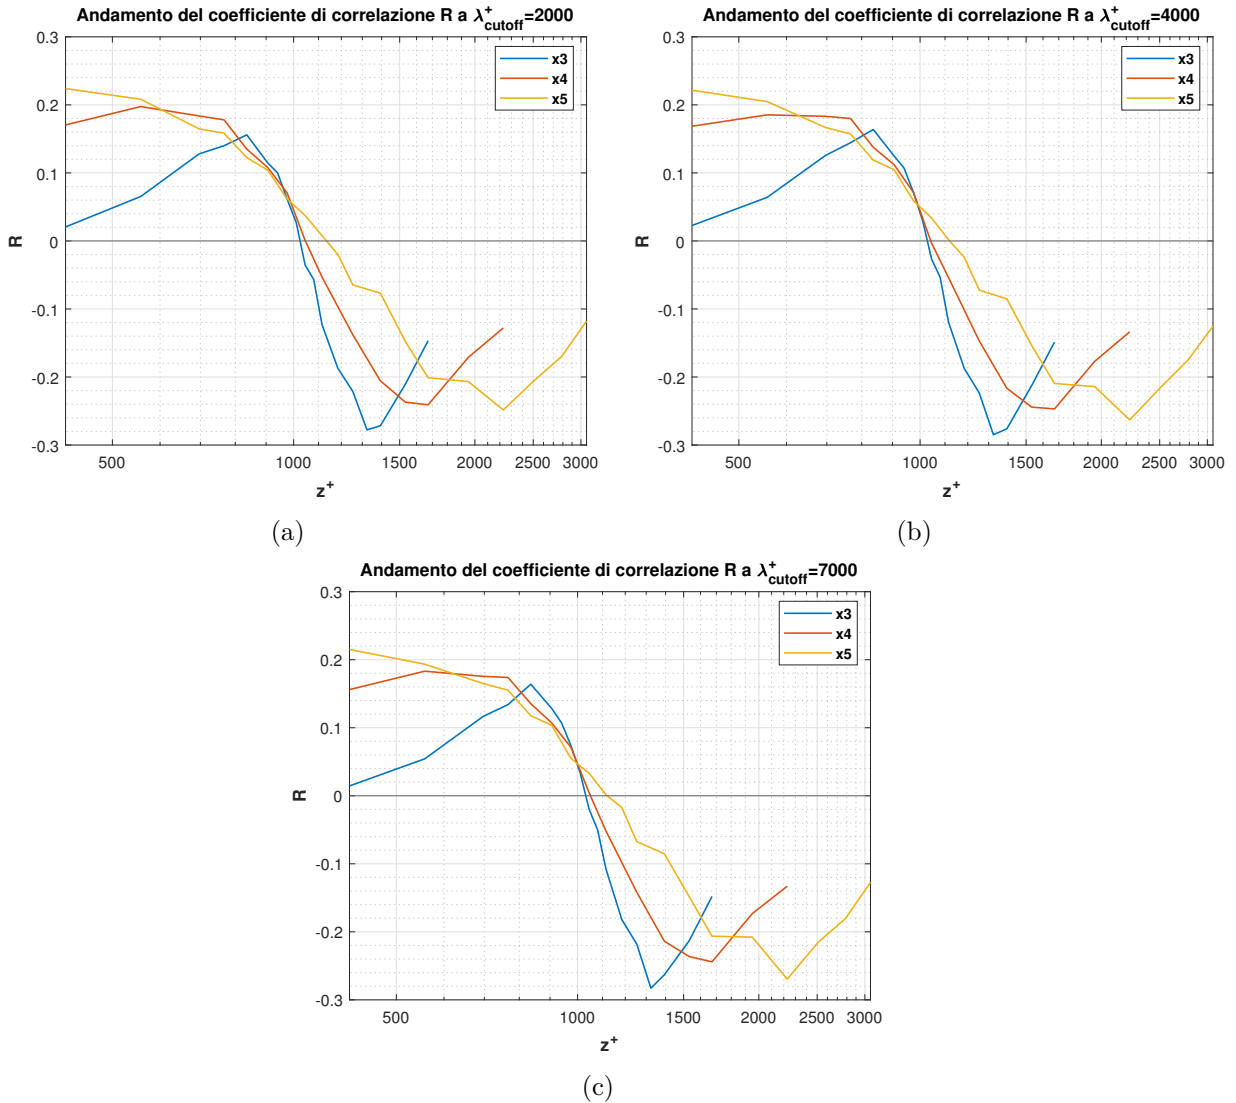 Andamento del coefficiente di correlazione R a λ⁺cutoff=2000
0.3
0.2
0.1
0
-0.1
-0.2
-0.3
R
x3
x4
x5
500
1000
1500
2000
2500
3000
z⁺
(a)
Andamento del coefficiente di correlazione R a λ⁺cutoff=4000
0.3
0.2
0.1
0
-0.1
-0.2
-0.3
R
x3
x4
x5
500
1000
1500
2000
2500
3000
z⁺
(b)
Andamento del coefficiente di correlazione R a λ⁺cutoff=7000
0.3
0.2
0.1
0
-0.1
-0.2
-0.3
R
x3
x4
x5
500
1000
1500
2000
2500
3000
z⁺
(c)